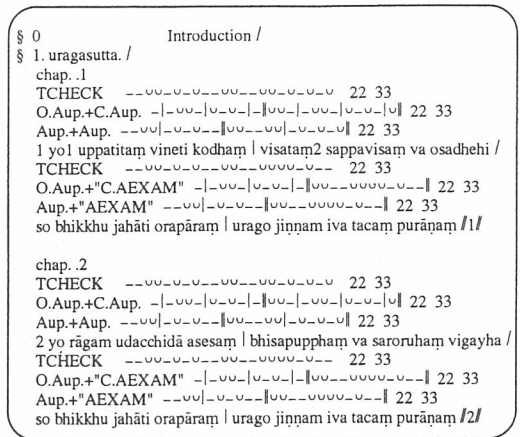 § 0 Introduction /
§ 1. uragasutta. /
chap. .1
TCHECK --∪∪-∪-∪--∪∪--∪∪-∪-∪-∪ 22 33
O.Aup.+C.Aup. -|-∪∪-|∪-∪-|-‖∪∪-|-∪∪-|∪-∪-|∪‖ 22 33
Aup.+Aup. --∪∪|-∪-∪--‖∪∪--∪∪|-∪-∪-∪‖ 22 33
1 yo1 uppatitaṃ vineti kodhaṃ | visataṃ2 sappavisaṃ va osadhehi /
TCHECK --∪∪-∪-∪--∪∪--∪∪∪∪-∪-- 22 33
O.Aup.+"C.AEXAM" -|-∪∪-|∪-∪-|-‖∪∪--∪∪∪∪-∪--‖ 22 33
Aup.+"AEXAM" --∪∪|-∪-∪--‖∪∪--∪∪∪∪-∪--‖ 22 33
so bhikkhu jahāti orapāraṃ | urago jiṇṇam iva tacaṃ purāṇaṃ //1//
chap. .2
TCHECK --∪∪-∪-∪--∪∪--∪∪-∪-∪-∪ 22 33
O.Aup.+C.Aup. -|-∪∪-|∪-∪-|-‖∪∪-|-∪∪-|∪-∪-|∪‖ 22 33
Aup.+Aup. --∪∪|-∪-∪--‖∪∪--∪∪|-∪-∪-∪‖ 22 33
2 yo rāgam udacchidā asesaṃ | bhisapupphaṃ va saroruhaṃ vigayha /
TCHECK --∪∪-∪-∪--∪∪--∪∪∪∪-∪-- 22 33
O.Aup.+"C.AEXAM" -|-∪∪-|∪-∪-|-‖∪∪--∪∪∪∪-∪--‖ 22 33
Aup.+"AEXAM" --∪∪|-∪-∪--‖∪∪--∪∪∪∪-∪--‖ 22 33
so bhikkhu jahāti orapāraṃ | urago jiṇṇam iva tacaṃ purāṇaṃ //2//